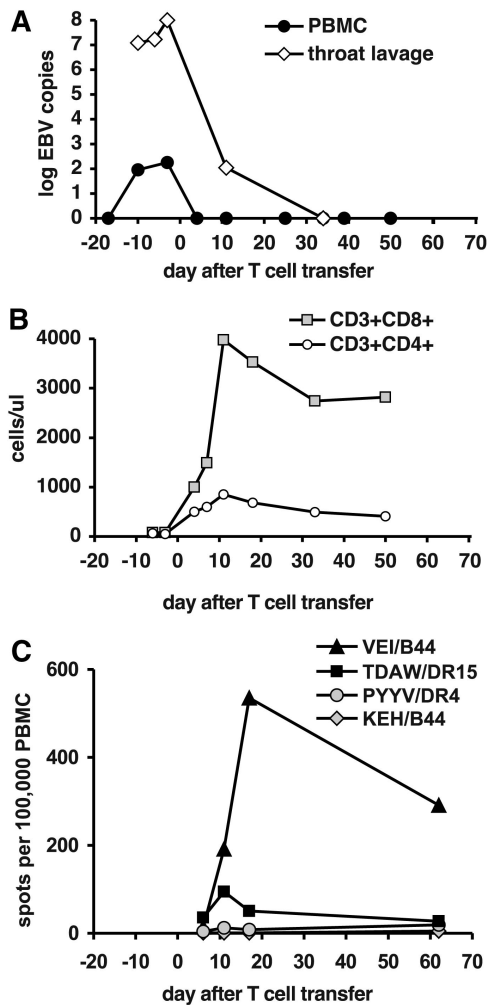 A
PBMC
throat lavage
log EBV copies
8
7
6
5
4
3
2
1
0
-20 -10 0 10 20 30 40 50 60 70
day after T cell transfer
B
CD3+CD8+
CD3+CD4+
cells/ul
4000
3000
2000
1000
0
-20 -10 0 10 20 30 40 50 60 70
day after T cell transfer
C
VEI/B44
TDAW/DR15
PYYV/DR4
KEH/B44
spots per 100,000 PBMC
600
400
200
0
-20 -10 0 10 20 30 40 50 60 70
day after T cell transfer